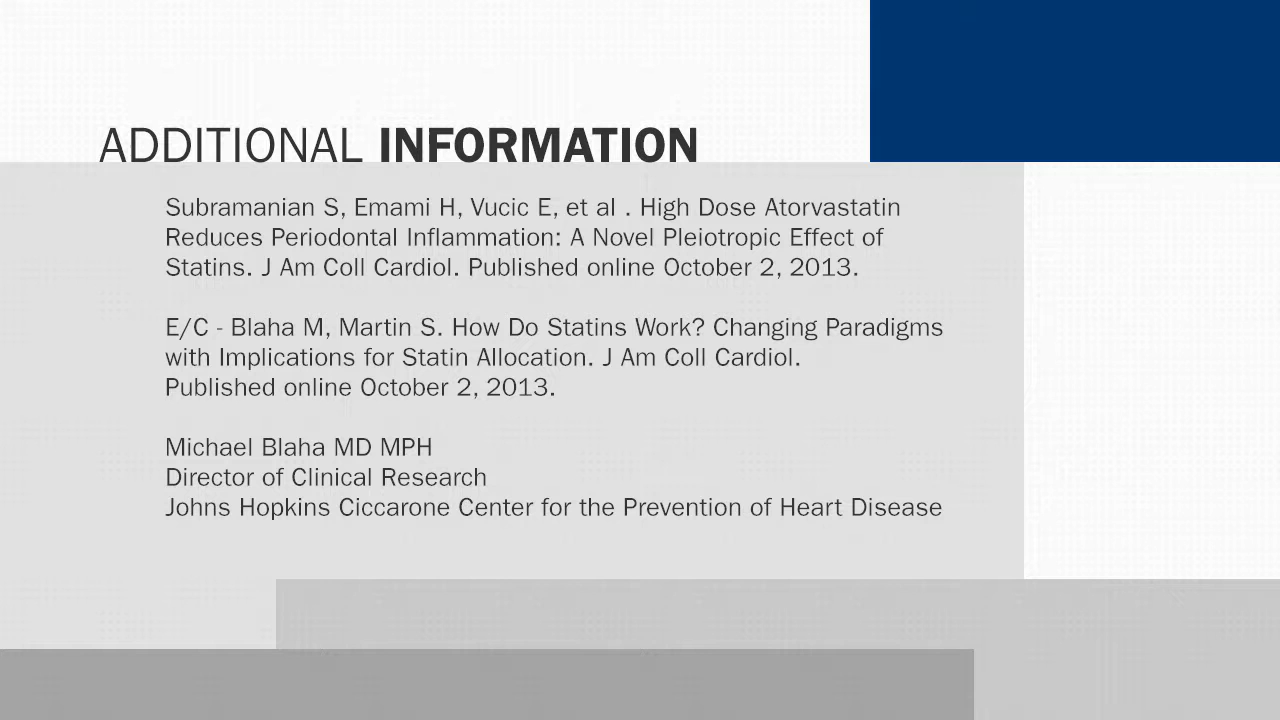 ADDITIONAL INFORMATION
Subramanian S, Emami H, Vucic E, et al . High Dose Atorvastatin
Reduces Periodontal Inflammation: A Novel Pleiotropic Effect of
Statins. J Am Coll Cardiol. Published online October 2, 2013.
E/C - Blaha M, Martin S. How Do Statins Work? Changing Paradigms
with Implications for Statin Allocation. J Am Coll Cardiol.
Published online October 2, 2013.
Michael Blaha MD MPH
Director of Clinical Research
Johns Hopkins Ciccarone Center for the Prevention of Heart Disease